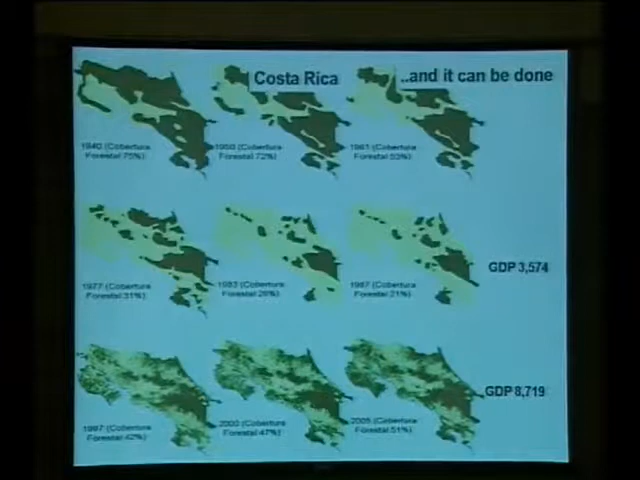 Costa Rica
..and it can be done
1940 (Cobertura
Forestal 75%)
1950 (Cobertura
Forestal 72%)
1961 (Cobertura
Forestal 53%)
1977 (Cobertura
Forestal 31%)
1983 (Cobertura
Forestal 26%)
1987 (Cobertura
Forestal 21%)
GDP 3,574
1997 (Cobertura
Forestal 42%)
2000 (Cobertura
Forestal 47%)
2005 (Cobertura
Forestal 51%)
GDP 8,719